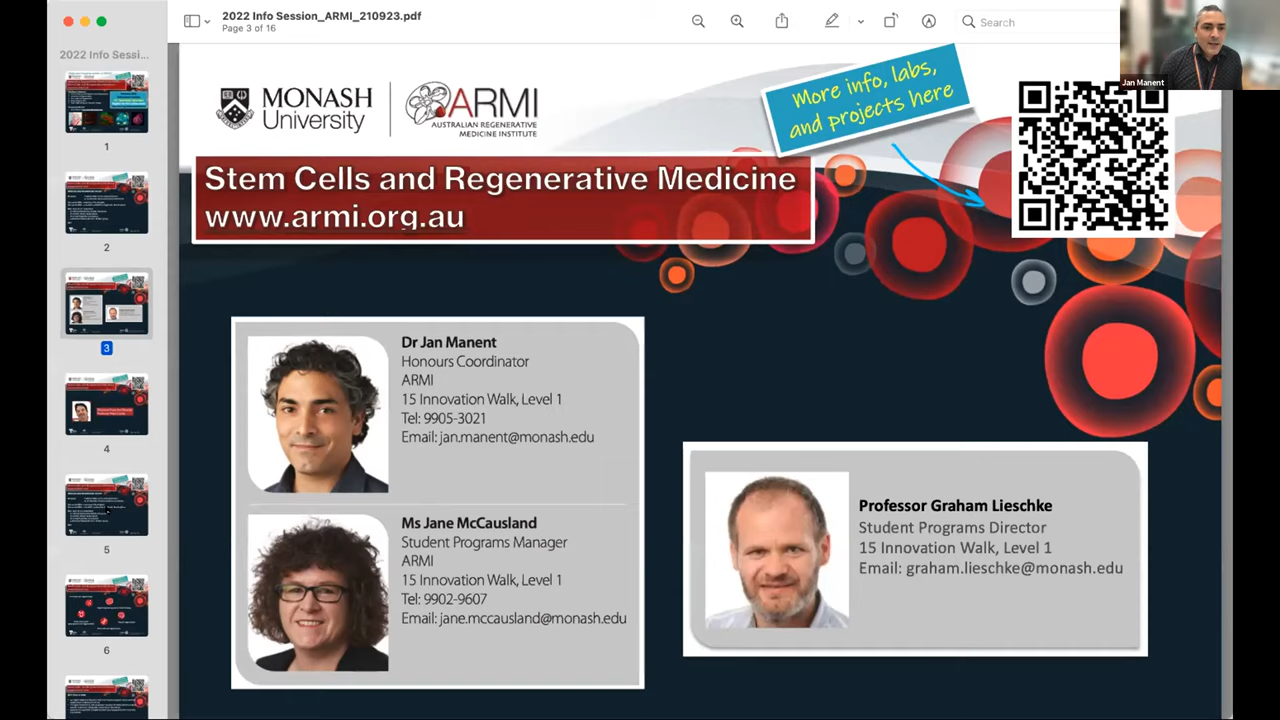 2022 Info Session_ARMI_210923.pdf
Page 3 of 16
Search
Jan Manent
2022 Info Sessi...
1
2
3
4
5
6
MONASH
University
ARMI
AUSTRALIAN REGENERATIVE
MEDICINE INSTITUTE
More info, labs,
and projects here
Stem Cells and Regenerative Medicine
www.armi.org.au
Dr Jan Manent
Honours Coordinator
ARMI
15 Innovation Walk, Level 1
Tel: 9905-3021
Email: jan.manent@monash.edu
Ms Jane McCausland
Student Programs Manager
ARMI
15 Innovation Walk, Level 1
Tel: 9902-9607
Email: jane.mccausland@monash.edu
Professor Graham Lieschke
Student Programs Director
15 Innovation Walk, Level 1
Email: graham.lieschke@monash.edu